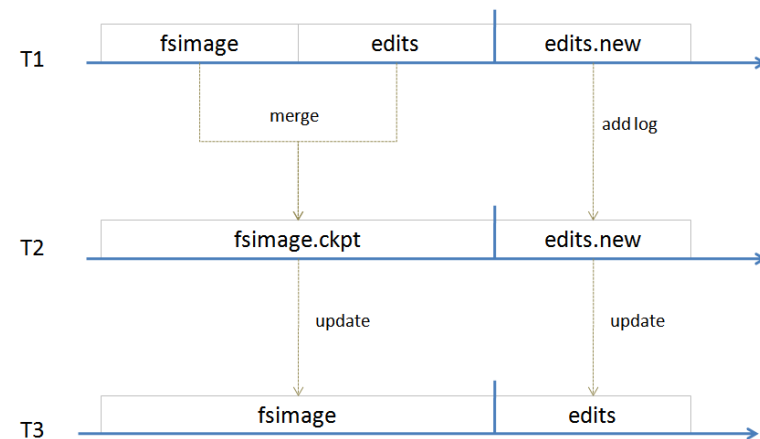 T1
fsimage
edits
edits.new
merge
add log
T2
fsimage.ckpt
edits.new
update
update
T3
fsimage
edits